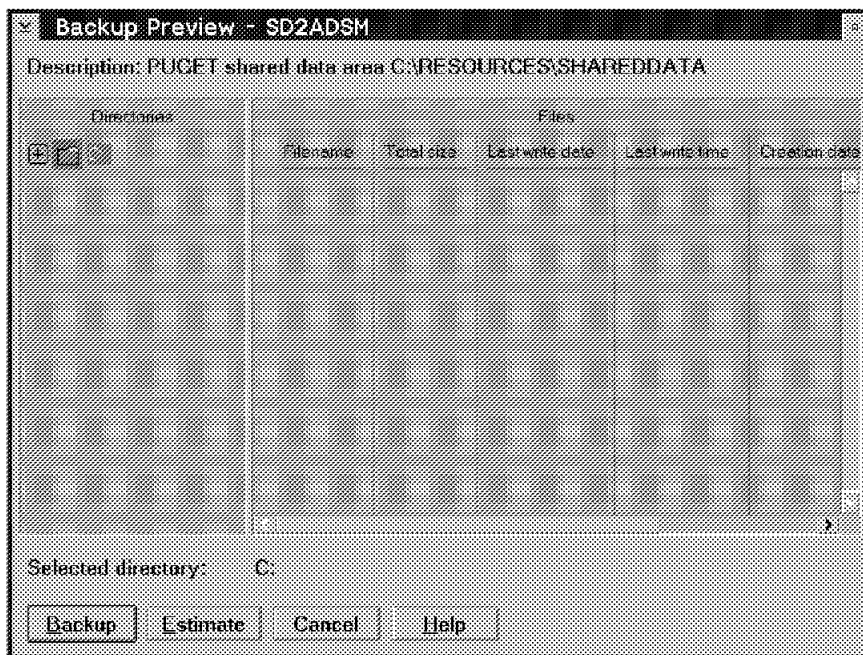 Backup Preview - SD2ADSM
Description: PUGET shared data area C:\RESOURCES\SHAREDDATA
Directories
Files
Filename Total size Last write date Last write time Creation date
Selected directory: C:
Backup Estimate Cancel Help